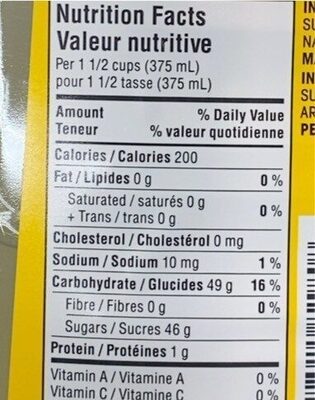 Nutrition Facts
Valeur nutritive
Per 1 1/2 cups (375 mL)
pour 1 1/2 tasse (375 mL)
Amount % Daily Value
Teneur % valeur quotidienne
Calories / Calories 200
Fat / Lipides 0 g 0 %
Saturated / saturés 0 g
+ Trans / trans 0 g 0 %
Cholesterol / Cholestérol 0 mg
Sodium / Sodium 10 mg 1 %
Carbohydrate / Glucides 49 g 16 %
Fibre / Fibres 0 g 0 %
Sugars / Sucres 46 g
Protein / Protéines 1 g
Vitamin A / Vitamine A 0 %
Vitamin C / Vitamine C 0 %